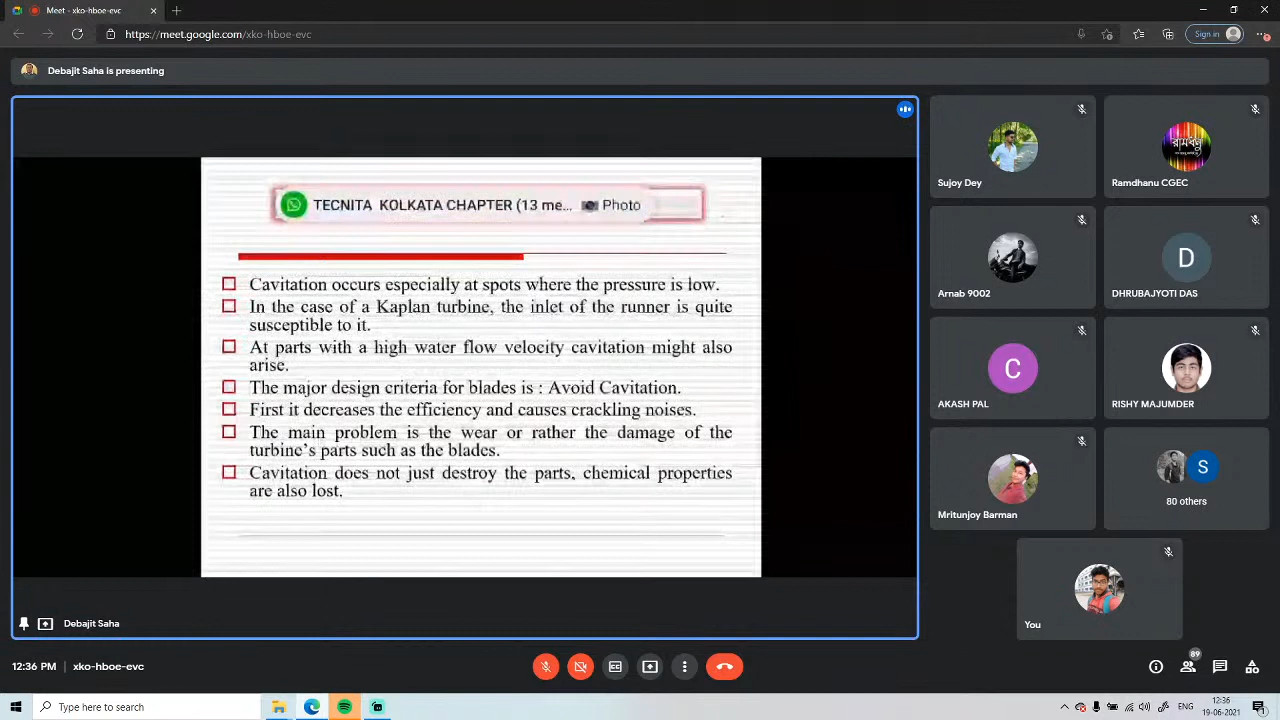 Meet - xko-hboe-evc
https://meet.google.com/xko-hboe-evc
Sign in
Debajit Saha is presenting
TECNITA KOLKATA CHAPTER (13 me... Photo
Cavitation occurs especially at spots where the pressure is low.
In the case of a Kaplan turbine, the inlet of the runner is quite
susceptible to it.
At parts with a high water flow velocity cavitation might also
arise.
The major design criteria for blades is : Avoid Cavitation.
First it decreases the efficiency and causes crackling noises.
The main problem is the wear or rather the damage of the
turbine's parts such as the blades.
Cavitation does not just destroy the parts, chemical properties
are also lost.
Debajit Saha
Sujoy Dey
রামধনু
Ramdhanu CGEC
Arnab 9002
D
DHRUBAJYOTI DAS
C
AKASH PAL
RISHY MAJUMDER
Mritunjoy Barman
S
80 others
You
12:36 PM | xko-hboe-evc
89
Type here to search
ENG
12:36
19-06-2021
1